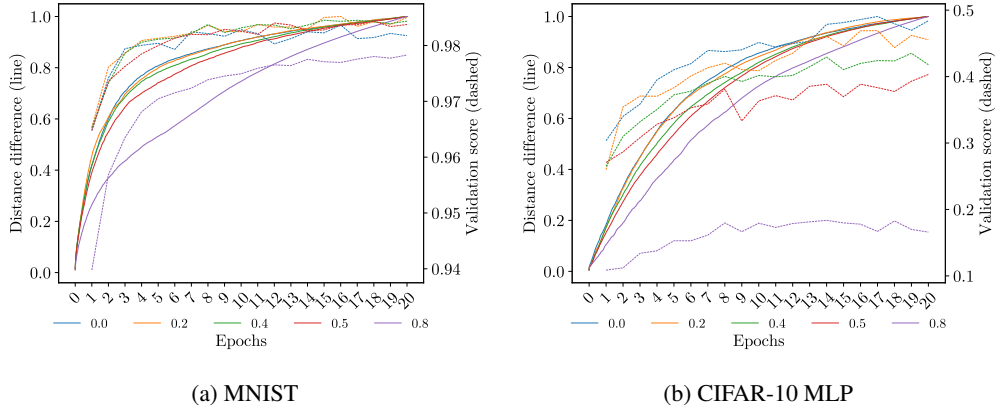 Distance difference (line)
1.0
0.8
0.6
0.4
0.2
0.0
0.98
0.97
0.96
0.95
0.94
Validation score (dashed)
0 1 2 3 4 5 6 7 8 9 10 11 12 13 14 15 16 17 18 19 20
0.0 0.2 0.4 0.5 0.8
Epochs
(a) MNIST
Distance difference (line)
1.0
0.8
0.6
0.4
0.2
0.0
0.5
0.4
0.3
0.2
0.1
Validation score (dashed)
0 1 2 3 4 5 6 7 8 9 10 11 12 13 14 15 16 17 18 19 20
0.0 0.2 0.4 0.5 0.8
Epochs
(b) CIFAR-10 MLP